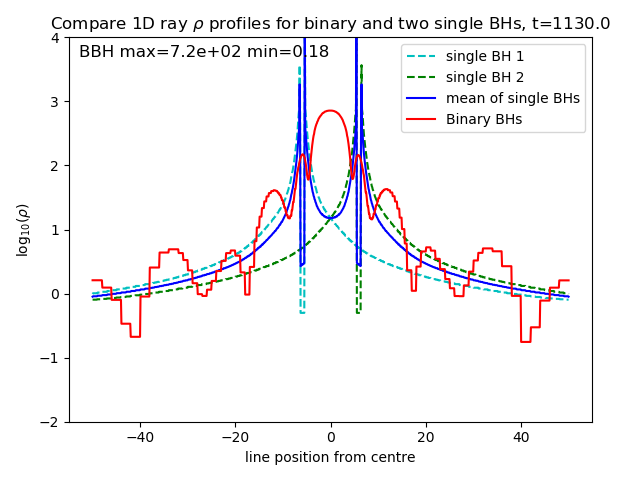 Compare 1D ray ρ profiles for binary and two single BHs, t=1130.0
BBH max=7.2e+02 min=0.18
single BH 1
single BH 2
mean of single BHs
Binary BHs
4
3
2
1
0
−1
−2
log₁₀(ρ)
−40 −20 0 20 40
line position from centre